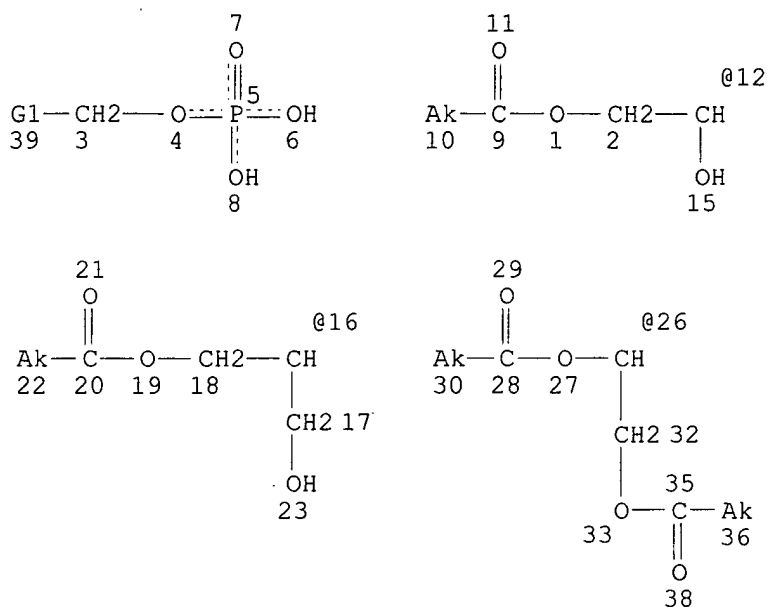 7 11
O O @12
G1 CH2 O P 5 OH Ak C O CH2 CH
39 3 4 6 10 9 1 2
OH OH
8 15
21 29
O O @16 @26
Ak C O CH2 CH Ak C O CH
22 20 19 18 30 28 27
CH2 17 CH2 32
OH 35
23 O C Ak
33 36
O
38